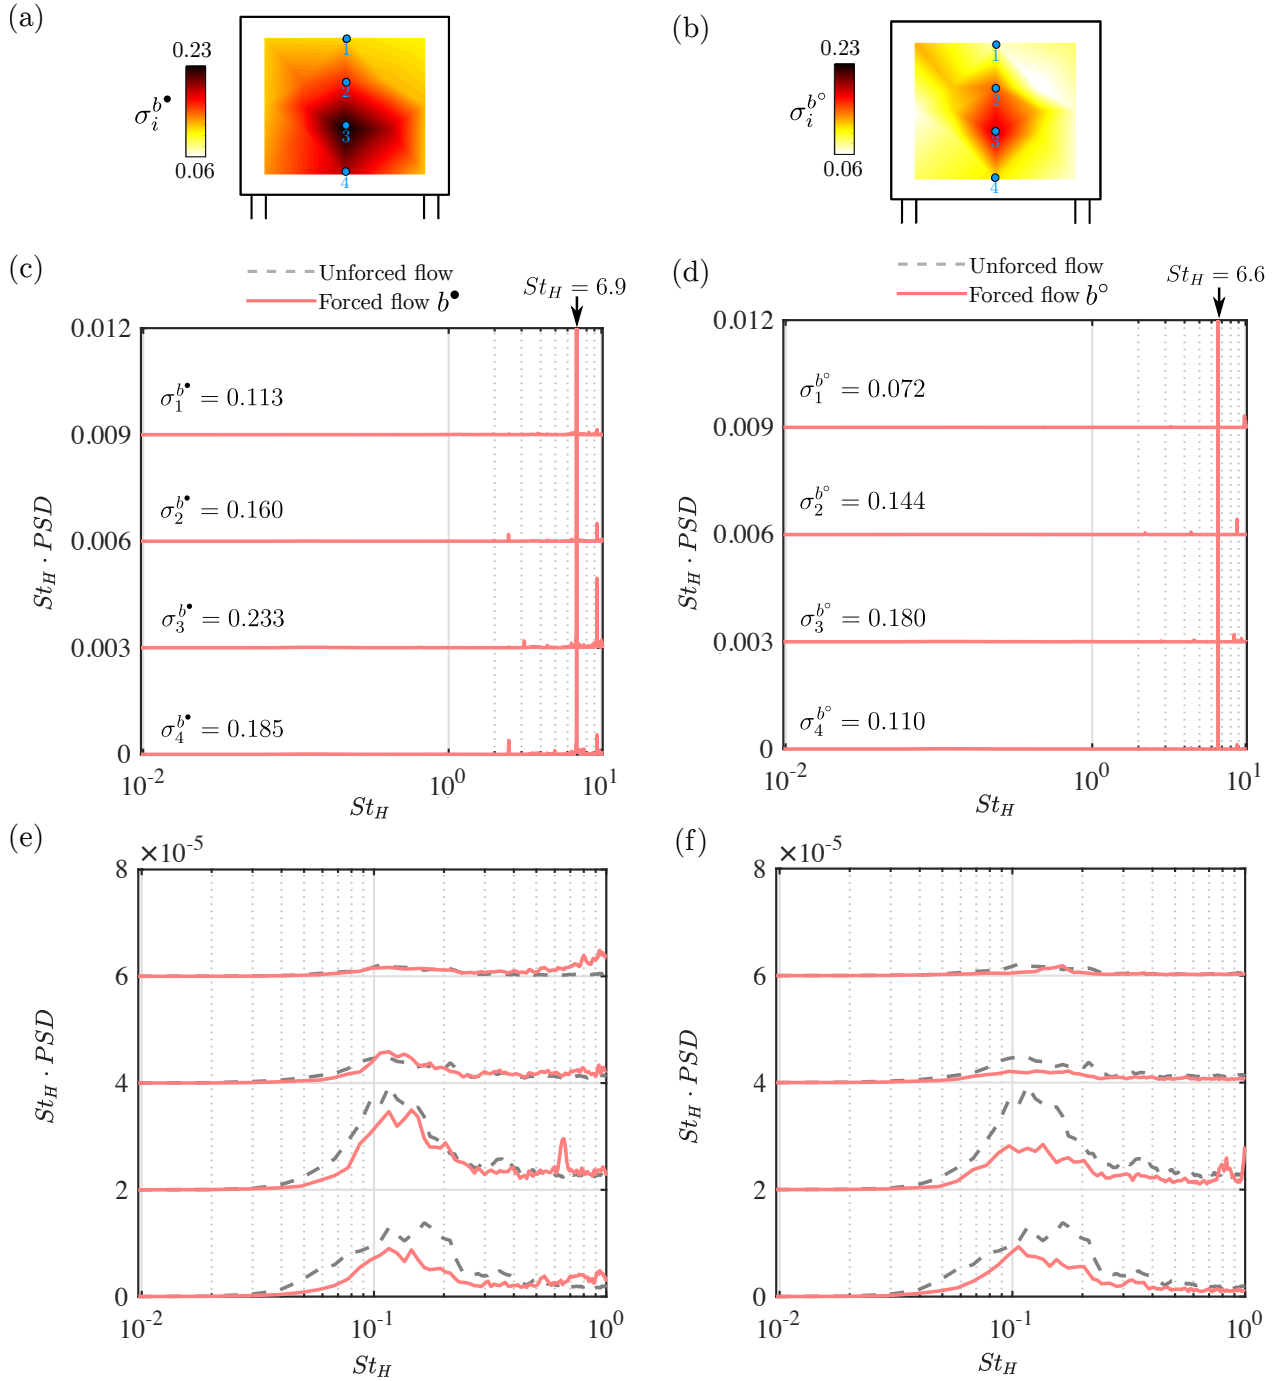 (a)
0.23
σ_i^{b•}
0.06
1
2
3
4
(b)
0.23
σ_i^{b°}
0.06
1
2
3
4
(c)
Unforced flow
Forced flow b•
St_H = 6.9
0.012
0.009
0.006
0.003
0
St_H · PSD
σ_1^{b•} = 0.113
σ_2^{b•} = 0.160
σ_3^{b•} = 0.233
σ_4^{b•} = 0.185
10^-2
10^0
10^1
St_H
(d)
Unforced flow
Forced flow b°
St_H = 6.6
0.012
0.009
0.006
0.003
0
St_H · PSD
σ_1^{b°} = 0.072
σ_2^{b°} = 0.144
σ_3^{b°} = 0.180
σ_4^{b°} = 0.110
10^-2
10^0
10^1
St_H
(e)
×10^-5
8
6
4
2
0
St_H · PSD
10^-2
10^-1
10^0
St_H
(f)
×10^-5
8
6
4
2
0
St_H · PSD
10^-2
10^-1
10^0
St_H